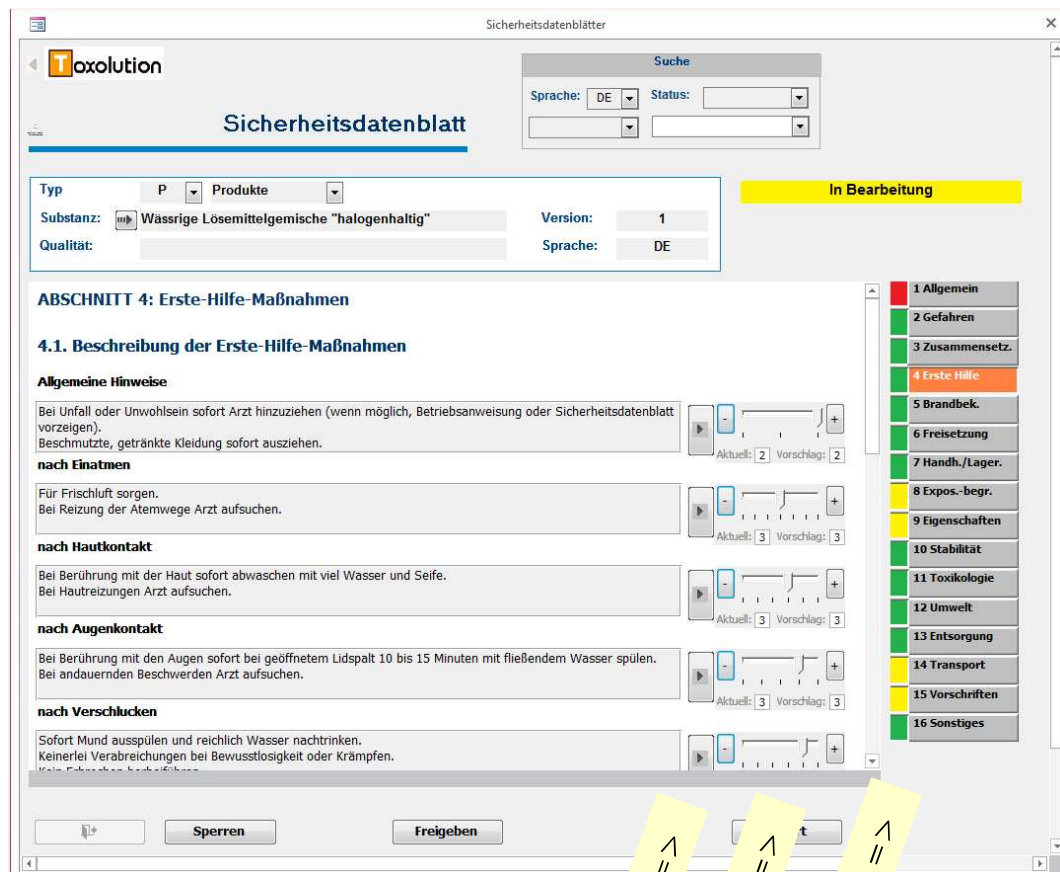 Sicherheitsdatenblätter
Toxolution
Suche
Sprache: DE Status:
Sicherheitsdatenblatt
Typ P Produkte
In Bearbeitung
Substanz: Wässrige Lösemittelgemische "halogenhaltig" Version: 1
Qualität: Sprache: DE
ABSCHNITT 4: Erste-Hilfe-Maßnahmen
4.1. Beschreibung der Erste-Hilfe-Maßnahmen
Allgemeine Hinweise
Bei Unfall oder Unwohlsein sofort Arzt hinzuziehen (wenn möglich, Betriebsanweisung oder Sicherheitsdatenblatt
vorzeigen).
Beschmutzte, getränkte Kleidung sofort ausziehen.
- +
Aktuell: 2 Vorschlag: 2
nach Einatmen
Für Frischluft sorgen.
Bei Reizung der Atemwege Arzt aufsuchen.
- +
Aktuell: 3 Vorschlag: 3
nach Hautkontakt
Bei Berührung mit der Haut sofort abwaschen mit viel Wasser und Seife.
Bei Hautreizungen Arzt aufsuchen.
- +
Aktuell: 3 Vorschlag: 3
nach Augenkontakt
Bei Berührung mit den Augen sofort bei geöffnetem Lidspalt 10 bis 15 Minuten mit fließendem Wasser spülen.
Bei andauernden Beschwerden Arzt aufsuchen.
- +
Aktuell: 3 Vorschlag: 3
nach Verschlucken
Sofort Mund ausspülen und reichlich Wasser nachtrinken.
Keinerlei Verabreichungen bei Bewusstlosigkeit oder Krämpfen.
- +
1 Allgemein
2 Gefahren
3 Zusammensetz.
4 Erste Hilfe
5 Brandbek.
6 Freisetzung
7 Handh./Lager.
8 Expos.-begr.
9 Eigenschaften
10 Stabilität
11 Toxikologie
12 Umwelt
13 Entsorgung
14 Transport
15 Vorschriften
16 Sonstiges
Sperren
Freigeben
=> => =>